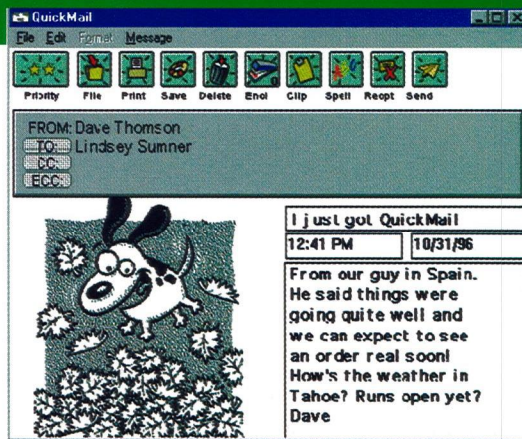 QuickMail
File Edit Format Message
Priority File Print Save Delete Encl Clip Spell Recpt Send
FROM: Dave Thomson
TO: Lindsey Sumner
CC:
BCC:
I just got QuickMail
12:41 PM 10/31/96
From our guy in Spain.
He said things were
going quite well and
we can expect to see
an order real soon!
How's the weather in
Tahoe? Runs open yet?
Dave